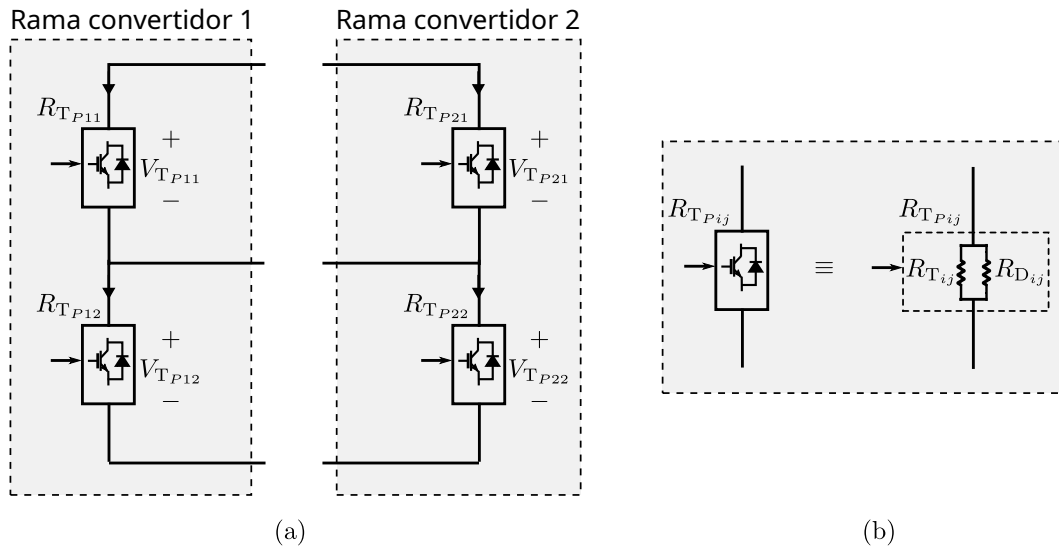 Rama convertidor 1
Rama convertidor 2
R_{T_{P11}}
+
V_{T_{P11}}
−
R_{T_{P21}}
+
V_{T_{P21}}
−
R_{T_{P12}}
+
V_{T_{P12}}
−
R_{T_{P22}}
+
V_{T_{P22}}
−
(a)
R_{T_{Pij}}
≡
R_{T_{Pij}}
R_{T_{ij}}
R_{D_{ij}}
(b)